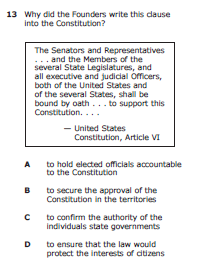 13 Why did the Founders write this clause
into the Constitution?
The Senators and Representatives
. . . and the Members of the
several State Legislatures, and
all executive and judicial Officers,
both of the United States and
of the several States, shall be
bound by oath . . . to support this
Constitution. . . .
— United States
Constitution, Article VI
A to hold elected officials accountable
to the Constitution
B to secure the approval of the
Constitution in the territories
C to confirm the authority of the
individuals state governments
D to ensure that the law would
protect the interests of citizens